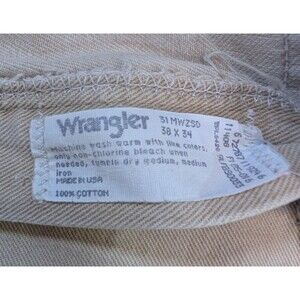 Wrangler
31MWZSD
38 X 34
Machine wash warm with like colors,
only non-chlorine bleach when
needed, tumble dry medium, medium
iron
MADE IN USA
100% COTTON